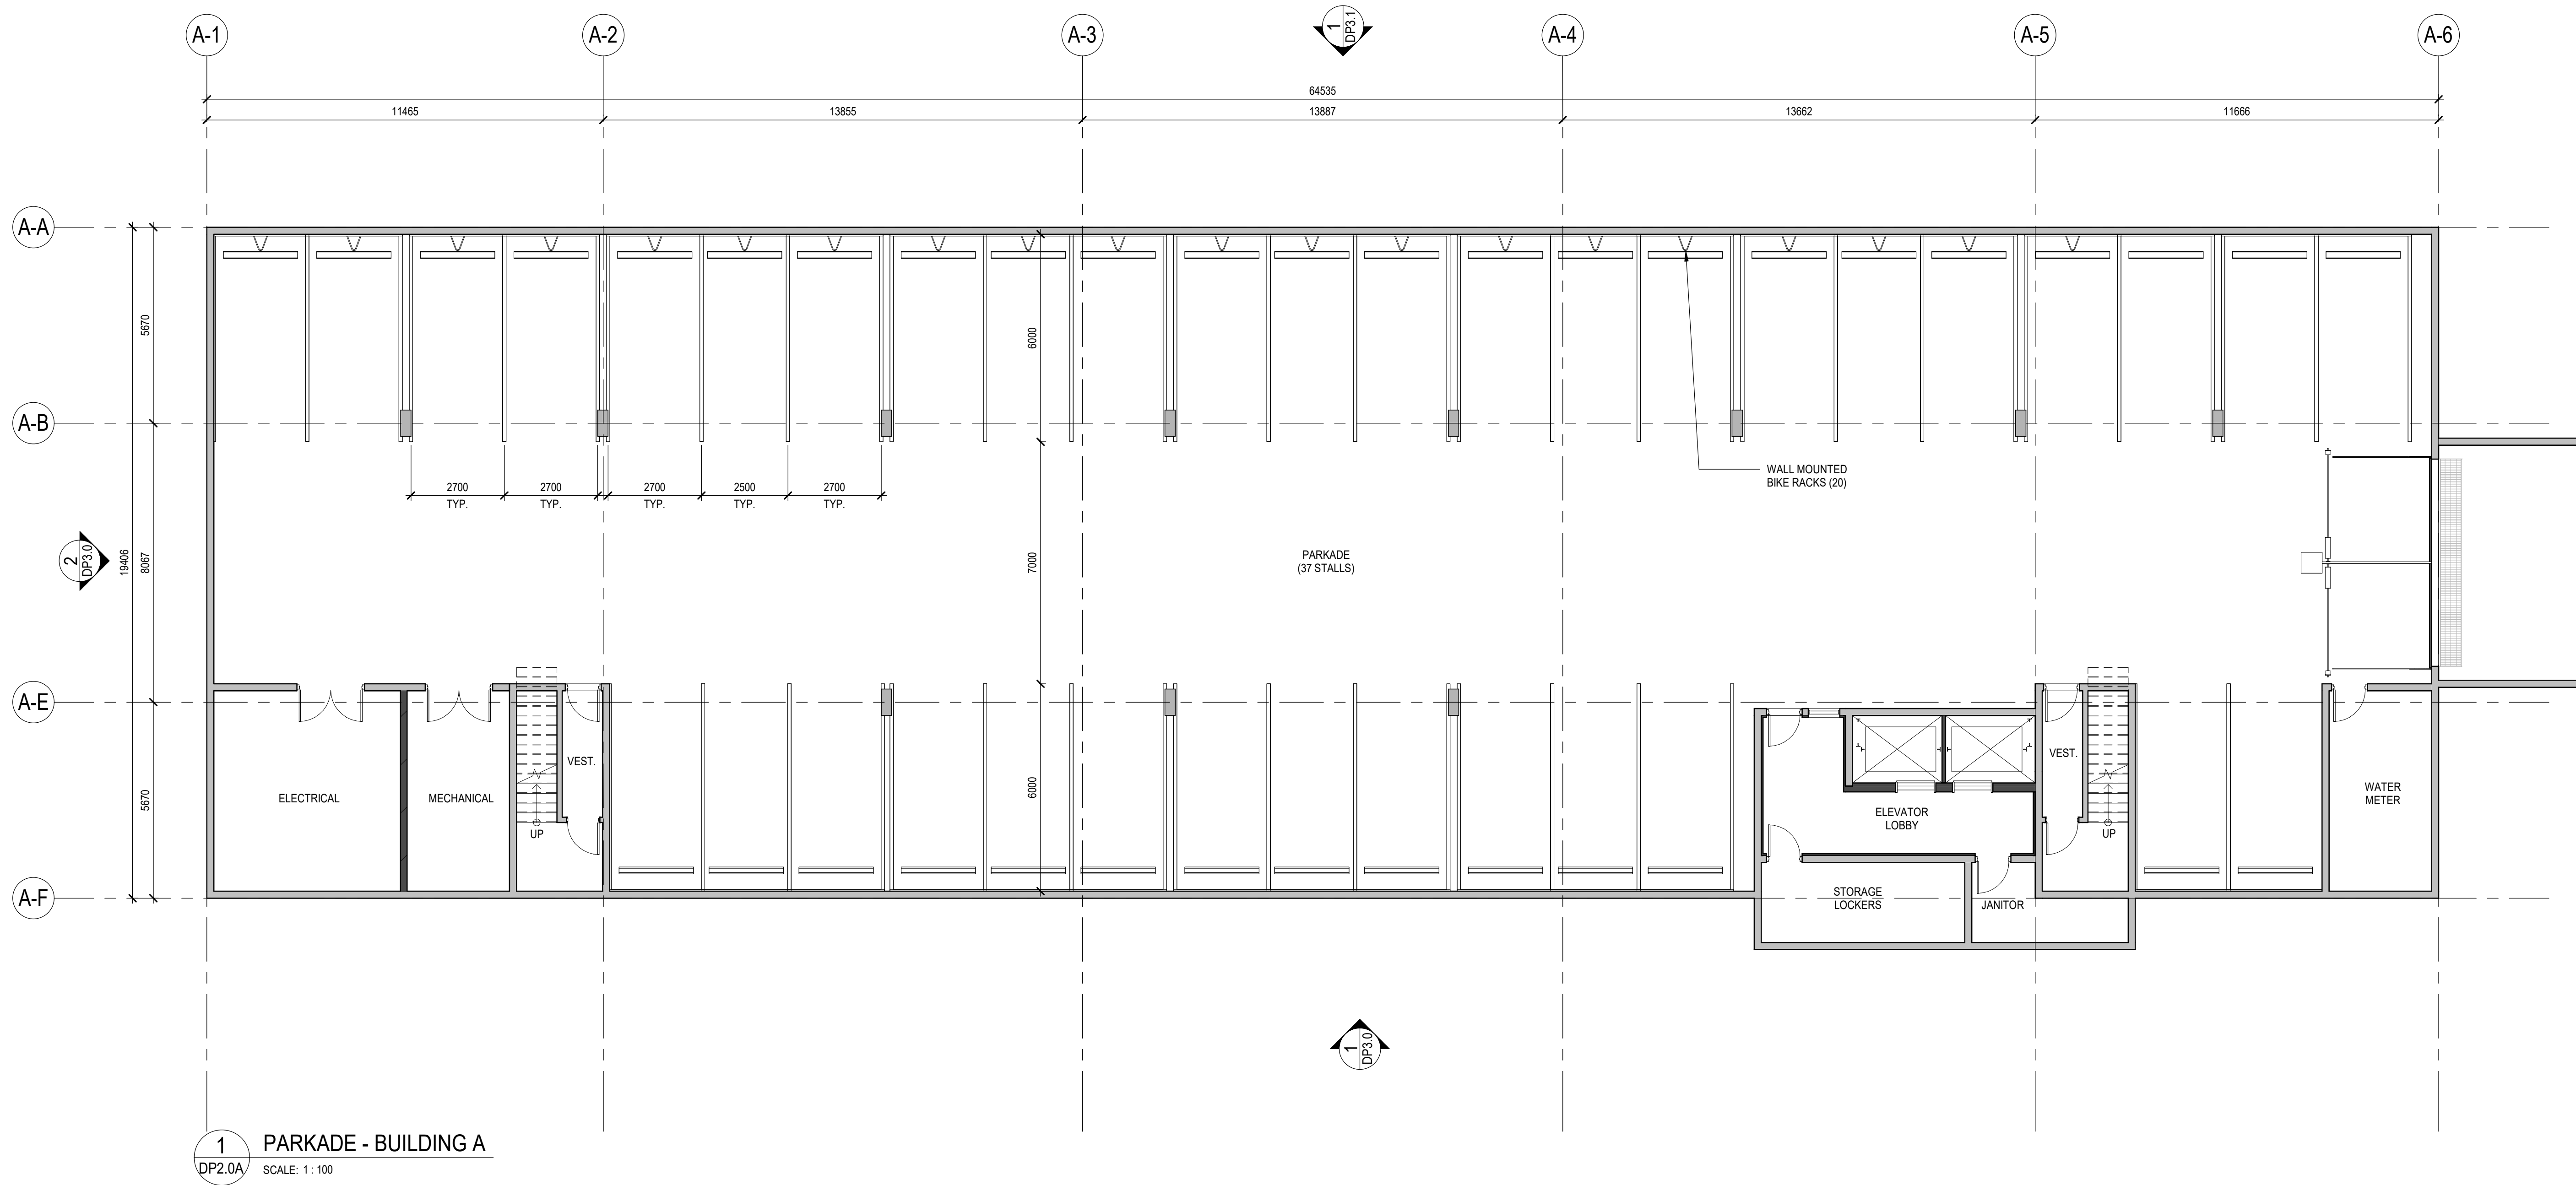 A-1
A-2
A-3
1
DP3.1
A-4
A-5
A-6
64535
11465
13855
13887
13662
11666
A-A
5670
6000
A-B
2700
TYP.
2700
TYP.
2700
TYP.
2500
TYP.
2700
TYP.
WALL MOUNTED
BIKE RACKS (20)
2
DP3.0
19406
8067
7000
PARKADE
(37 STALLS)
A-E
5670
ELECTRICAL
MECHANICAL
UP
VEST.
6000
ELEVATOR
LOBBY
VEST.
UP
WATER
METER
STORAGE
LOCKERS
JANITOR
A-F
1
DP3.0
1
DP2.0A
PARKADE - BUILDING A
SCALE: 1 : 100